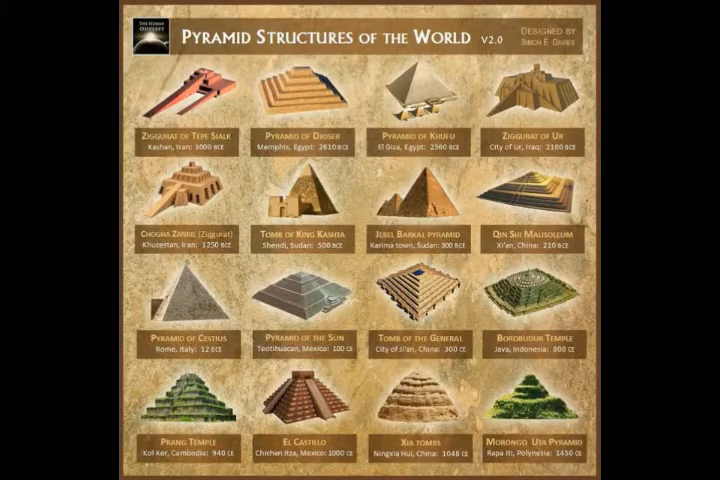 THE HUMAN
ODYSSEY
PYRAMID STRUCTURES OF THE WORLD V2.0
DESIGNED BY
SIMON E. DAVIES
ZIGGURAT OF TEPE SIALK
Kashan, Iran: 3000 BCE
PYRAMID OF DJOSER
Memphis, Egypt: 2610 BCE
PYRAMID OF KHUFU
El Giza, Egypt: 2560 BCE
ZIGGURAT OF UR
City of Ur, Iraq: 2100 BCE
CHOGHA ZANBIL (Ziggurat)
Khuzestan, Iran: 1250 BCE
TOMB OF KING KASHTA
Shendi, Sudan: 500 BCE
JEBEL BARKAL PYRAMID
Karima town, Sudan: 300 BCE
QIN SHI MAUSOLEUM
Xi'an, China: 210 BCE
PYRAMID OF CESTIUS
Rome, Italy: 12 BCE
PYRAMID OF THE SUN
Teotihuacan, Mexico: 100 CE
TOMB OF THE GENERAL
City of Ji'an, China: 300 CE
BOROBUDUR TEMPLE
Java, Indonesia: 800 CE
PRANG TEMPLE
Kol Ker, Cambodia: 940 CE
EL CASTILLO
Chichen Itza, Mexico: 1000 CE
XIA TOMBS
Ningxia Hui, China: 1048 CE
MORONGO UTA PYRAMID
Rapa Iti, Polynesia: 1450 CE